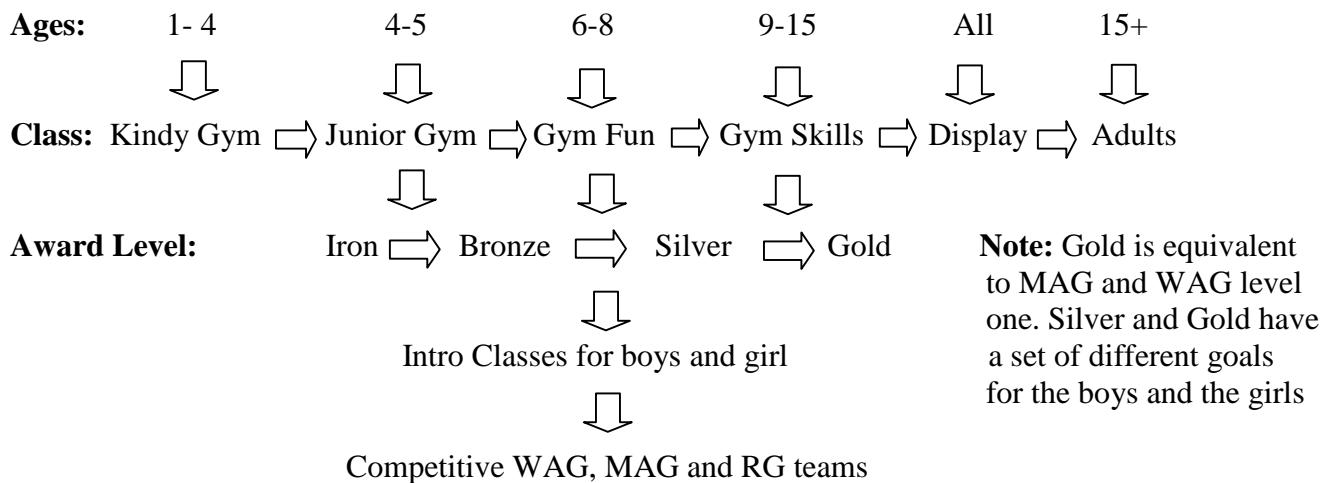 Ages: 1- 4 4-5 6-8 9-15 All 15+
Class: Kindy Gym Junior Gym Gym Fun Gym Skills Display Adults
Award Level: Iron Bronze Silver Gold Note: Gold is equivalent
to MAG and WAG level
one. Silver and Gold have
Intro Classes for boys and girl a set of different goals
for the boys and the girls
Competitive WAG, MAG and RG teams